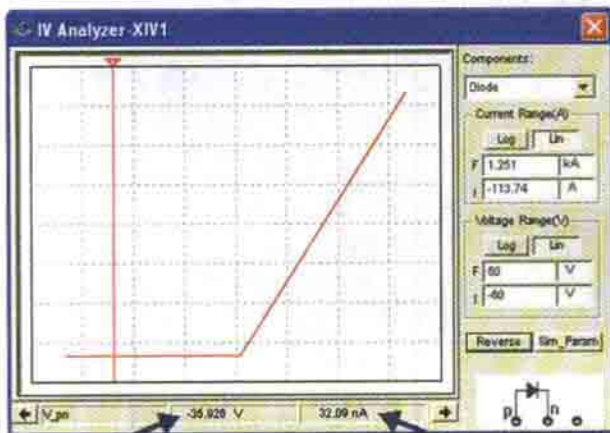 IV Analyzer-XIV1
Components:
Diode
Current Range(A)
Log Lin
F 1.251 kA
I -113.74 A
Voltage Range(V)
Log Lin
F 60 V
I -60 V
Reverse Sim_Param
V_pn -35.928 V 32.09 nA
p n